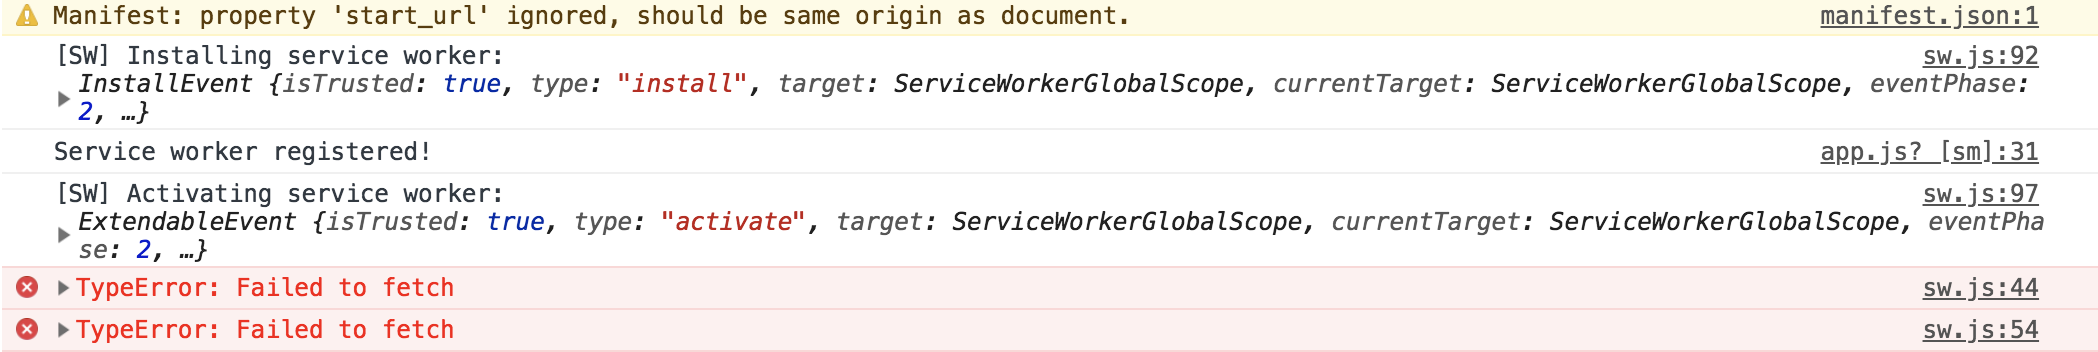 Manifest: property 'start_url' ignored, should be same origin as document. manifest.json:1
[SW] Installing service worker: sw.js:92
InstallEvent {isTrusted: true, type: "install", target: ServiceWorkerGlobalScope, currentTarget: ServiceWorkerGlobalScope, eventPhase:
2, …}
Service worker registered! app.js? [sm]:31
[SW] Activating service worker: sw.js:97
ExtendableEvent {isTrusted: true, type: "activate", target: ServiceWorkerGlobalScope, currentTarget: ServiceWorkerGlobalScope, eventPha
se: 2, …}
TypeError: Failed to fetch sw.js:44
TypeError: Failed to fetch sw.js:54